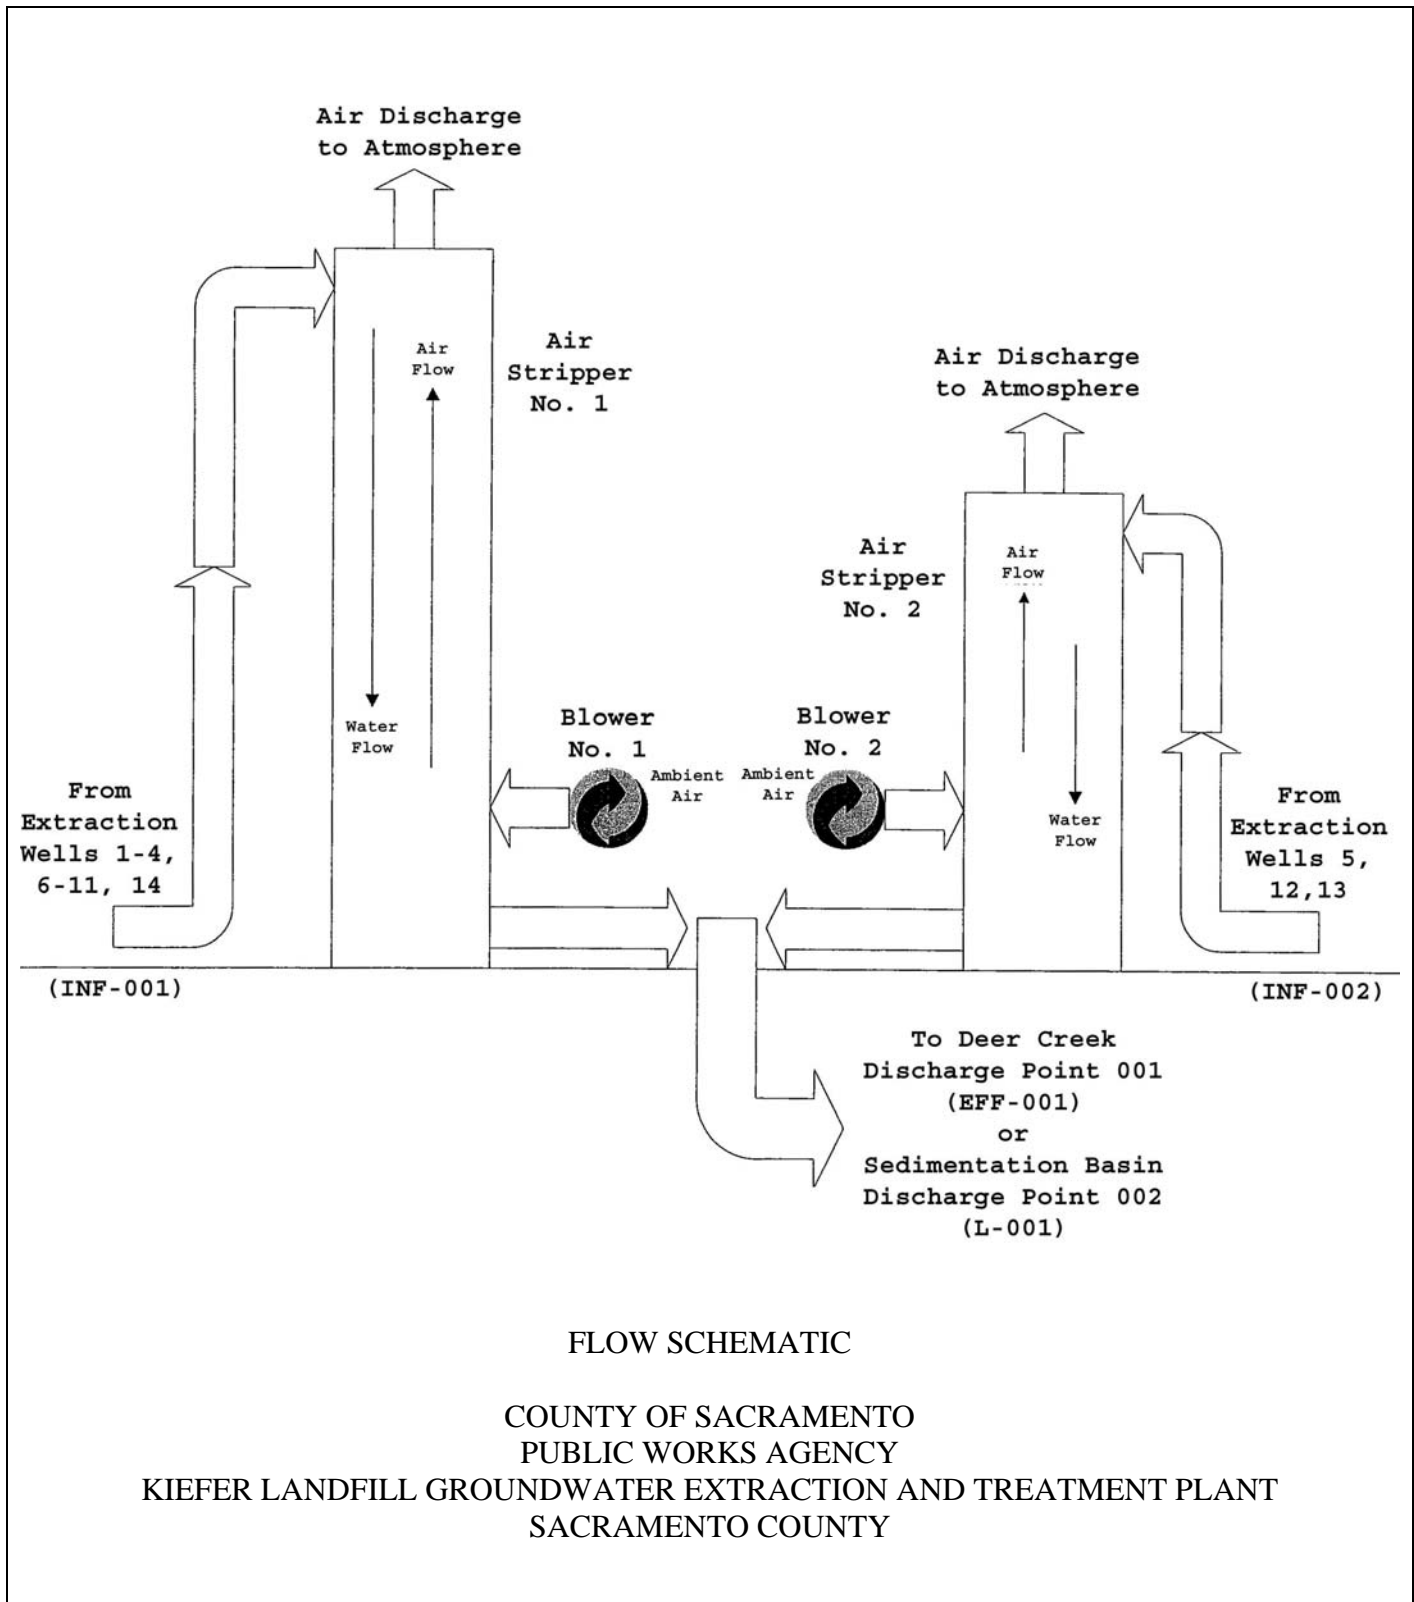 Air Discharge
to Atmosphere
Air
Flow
Air
Stripper
No. 1
Water
Flow
From
Extraction
Wells 1-4,
6-11, 14
(INF-001)
Blower
No. 1
Ambient
Air
Blower
No. 2
Ambient
Air
Air Discharge
to Atmosphere
Air
Stripper
No. 2
Air
Flow
Water
Flow
From
Extraction
Wells 5,
12,13
(INF-002)
To Deer Creek
Discharge Point 001
(EFF-001)
or
Sedimentation Basin
Discharge Point 002
(L-001)
FLOW SCHEMATIC
COUNTY OF SACRAMENTO
PUBLIC WORKS AGENCY
KIEFER LANDFILL GROUNDWATER EXTRACTION AND TREATMENT PLANT
SACRAMENTO COUNTY